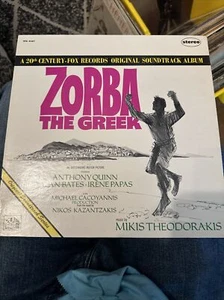 stereo
A 20th CENTURY-FOX RECORDS ORIGINAL SOUNDTRACK ALBUM
ZORBA
THE GREEK
ANTHONY QUINN
ALAN BATES · IRENE PAPAS
MICHAEL CACOYANNIS
PRODUCTION
NIKOS KAZANTZAKIS
MIKIS THEODORAKIS